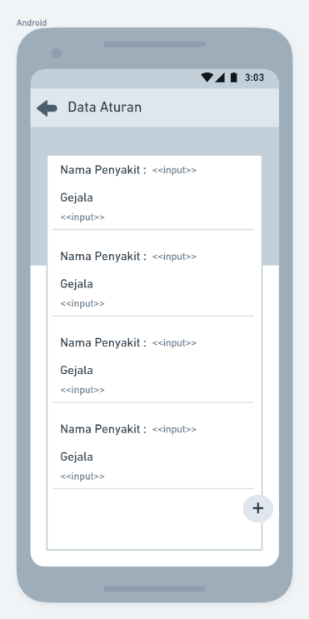 Android
3:03
Data Aturan
Nama Penyakit : <<input>>
Gejala
<<input>>
Nama Penyakit : <<input>>
Gejala
<<input>>
Nama Penyakit : <<input>>
Gejala
<<input>>
Nama Penyakit : <<input>>
Gejala
<<input>>
+